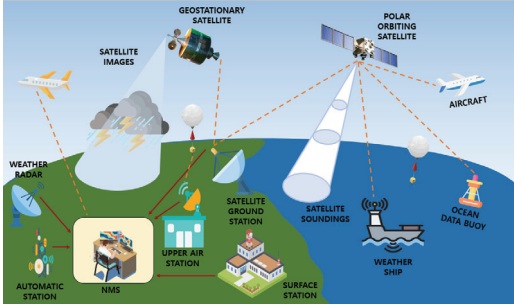 GEOSTATIONARY
SATELLITE
POLAR
ORBITING
SATELLITE
SATELLITE
IMAGES
AIRCRAFT
WEATHER
RADAR
SATELLITE
GROUND
STATION
SATELLITE
SOUNDINGS
OCEAN
DATA BUOY
UPPER AIR
STATION
WEATHER
SHIP
AUTOMATIC
STATION
NMS
SURFACE
STATION